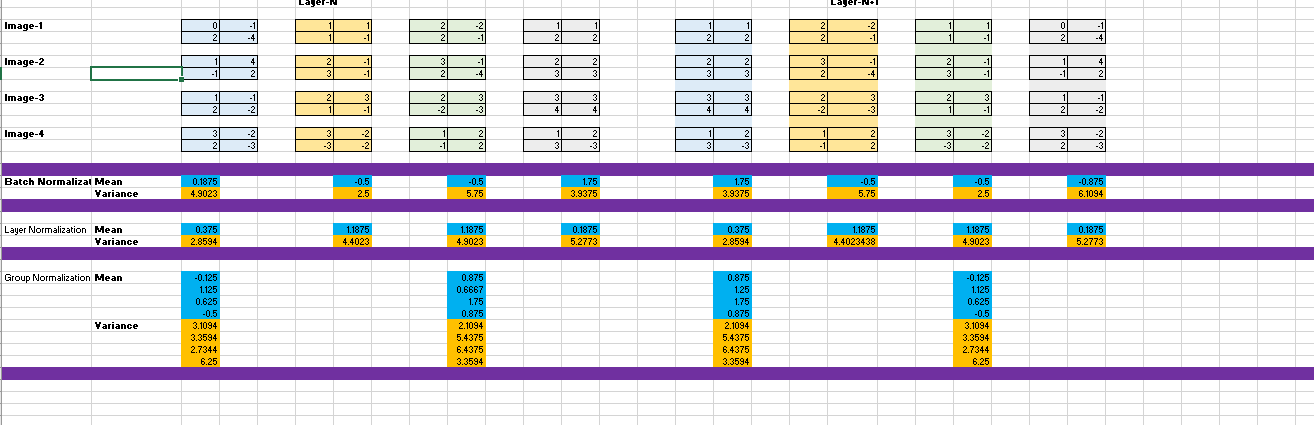 Layer-N Layer-N+1
Image-1 0 -1 1 1 2 -2 1 1 1 1 2 -2 1 1 0 -1
2 -4 1 -1 2 -1 2 2 2 2 2 -1 1 -1 2 -4
Image-2 1 4 2 -1 3 -1 2 2 2 2 3 -1 2 -1 1 4
-1 2 3 -1 2 -4 3 3 3 3 2 -4 3 -1 -1 2
Image-3 1 -1 2 3 2 3 3 3 3 3 2 3 2 3 1 -1
2 -2 1 -1 -2 -3 4 4 4 4 -2 -3 1 -1 2 -2
Image-4 3 -2 3 -2 1 2 1 2 1 2 1 2 3 -2 3 -2
2 -3 -3 -2 -1 2 3 -3 3 -3 -1 2 -3 -2 2 -3
Batch Normalizat Mean 0.1875 -0.5 -0.5 1.75 1.75 -0.5 -0.5 -0.875
Variance 4.9023 2.5 5.75 3.9375 3.9375 5.75 2.5 6.1094
Layer Normalization Mean 0.375 1.1875 1.1875 0.1875 0.375 1.1875 1.1875 0.1875
Variance 2.8594 4.4023 4.9023 5.2773 2.8594 4.4023438 4.9023 5.2773
Group Normalization Mean -0.125 0.875 0.875 -0.125
1.125 0.6667 1.25 1.125
0.625 1.75 1.75 0.625
-0.5 0.875 0.875 -0.5
Variance 3.1094 2.1094 2.1094 3.1094
3.3594 5.4375 5.4375 3.3594
2.7344 6.4375 6.4375 2.7344
6.25 3.3594 3.3594 6.25